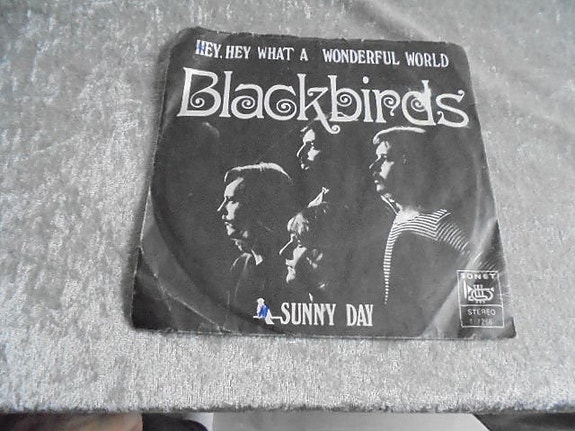 HEY, HEY WHAT A WONDERFUL WORLD
Blackbirds
SUNNY DAY
SONET
STEREO